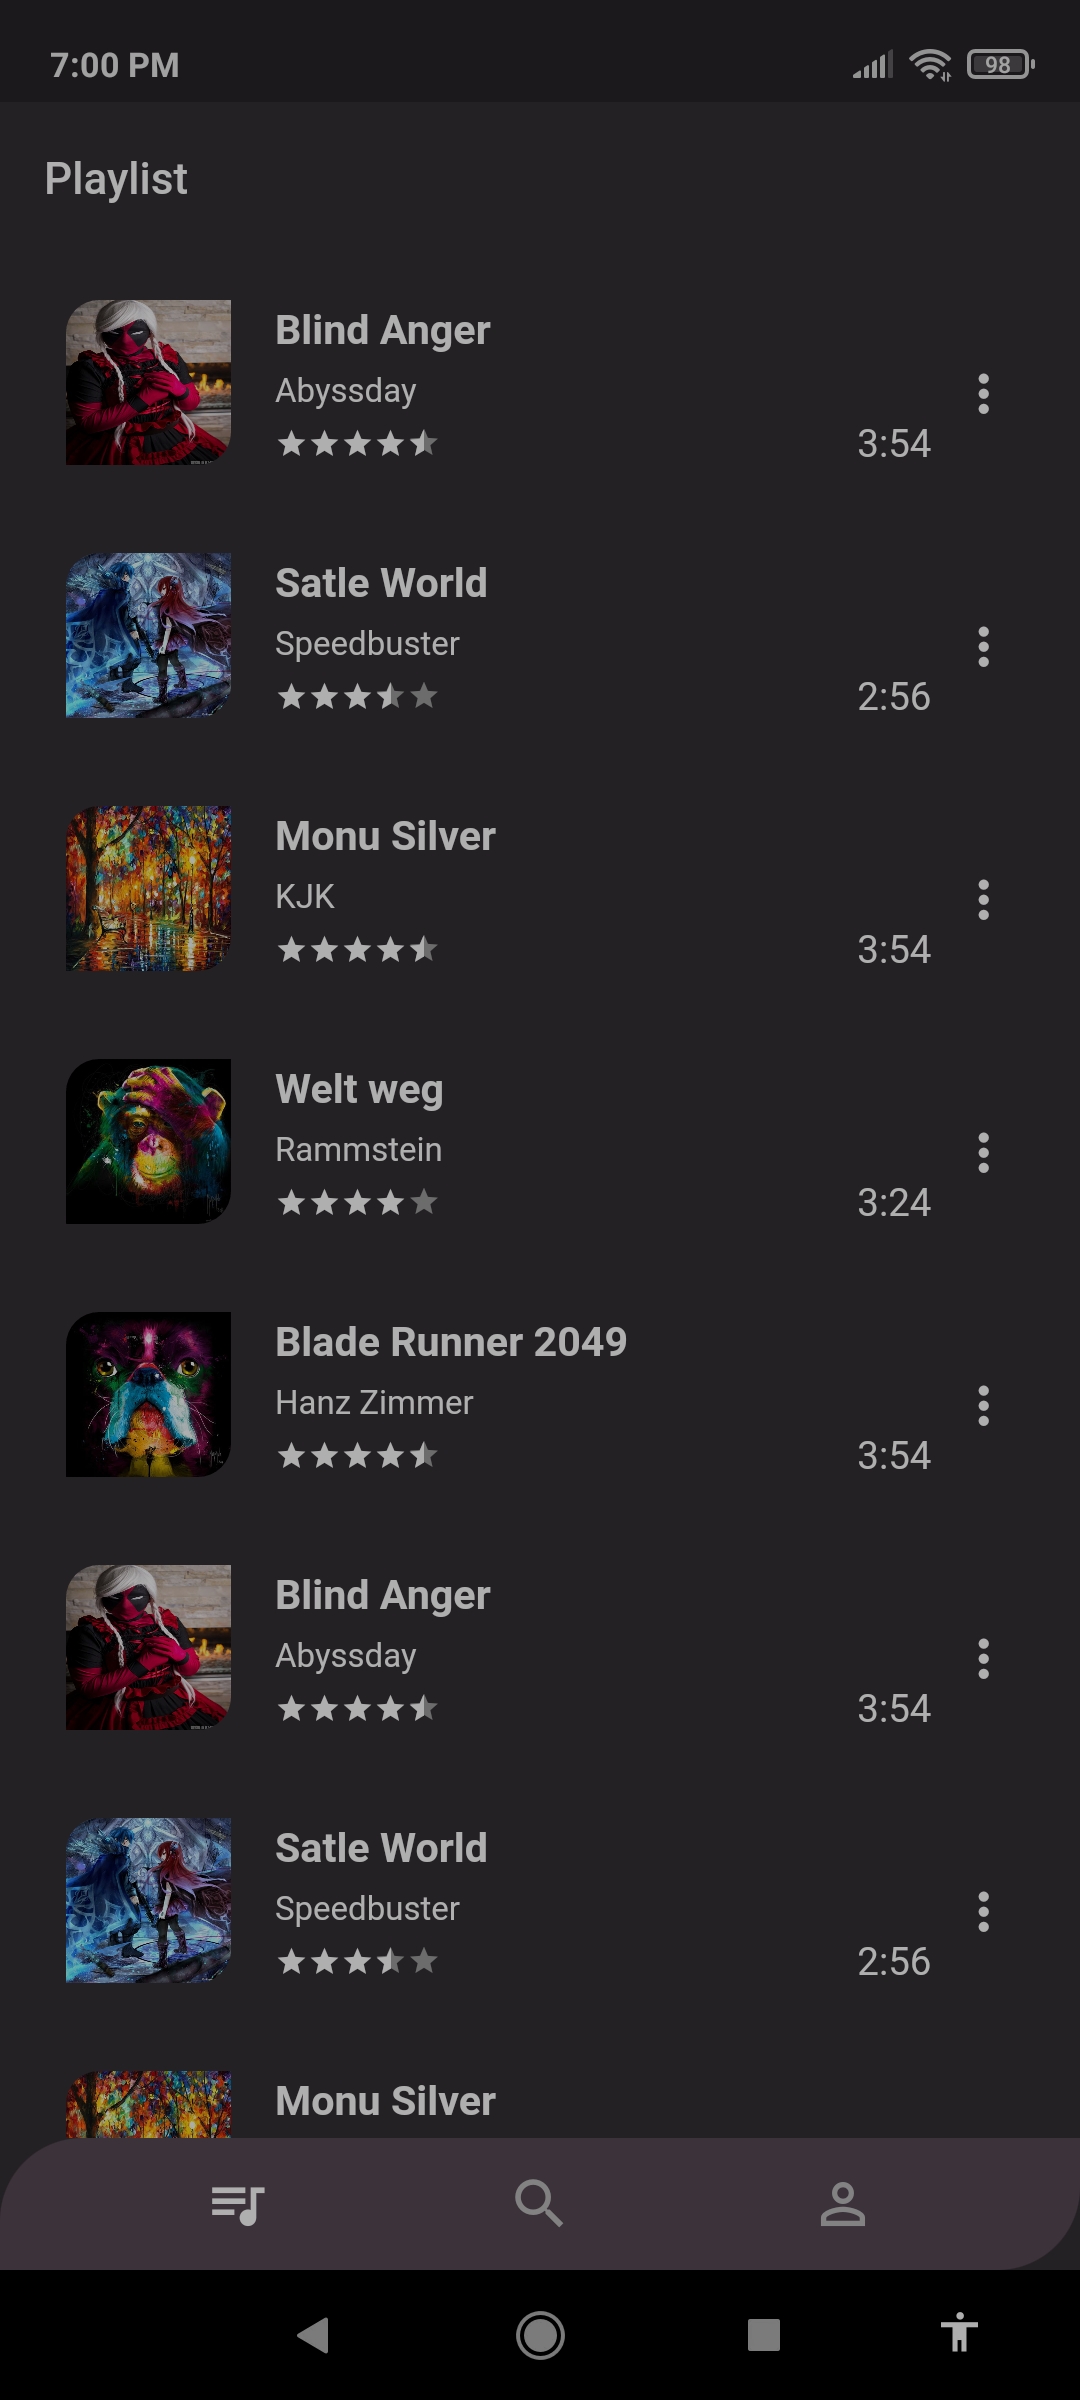 7:00 PM
98
Playlist
Blind Anger
Abyssday
3:54
Satle World
Speedbuster
2:56
Monu Silver
KJK
3:54
Welt weg
Rammstein
3:24
Blade Runner 2049
Hanz Zimmer
3:54
Blind Anger
Abyssday
3:54
Satle World
Speedbuster
2:56
Monu Silver